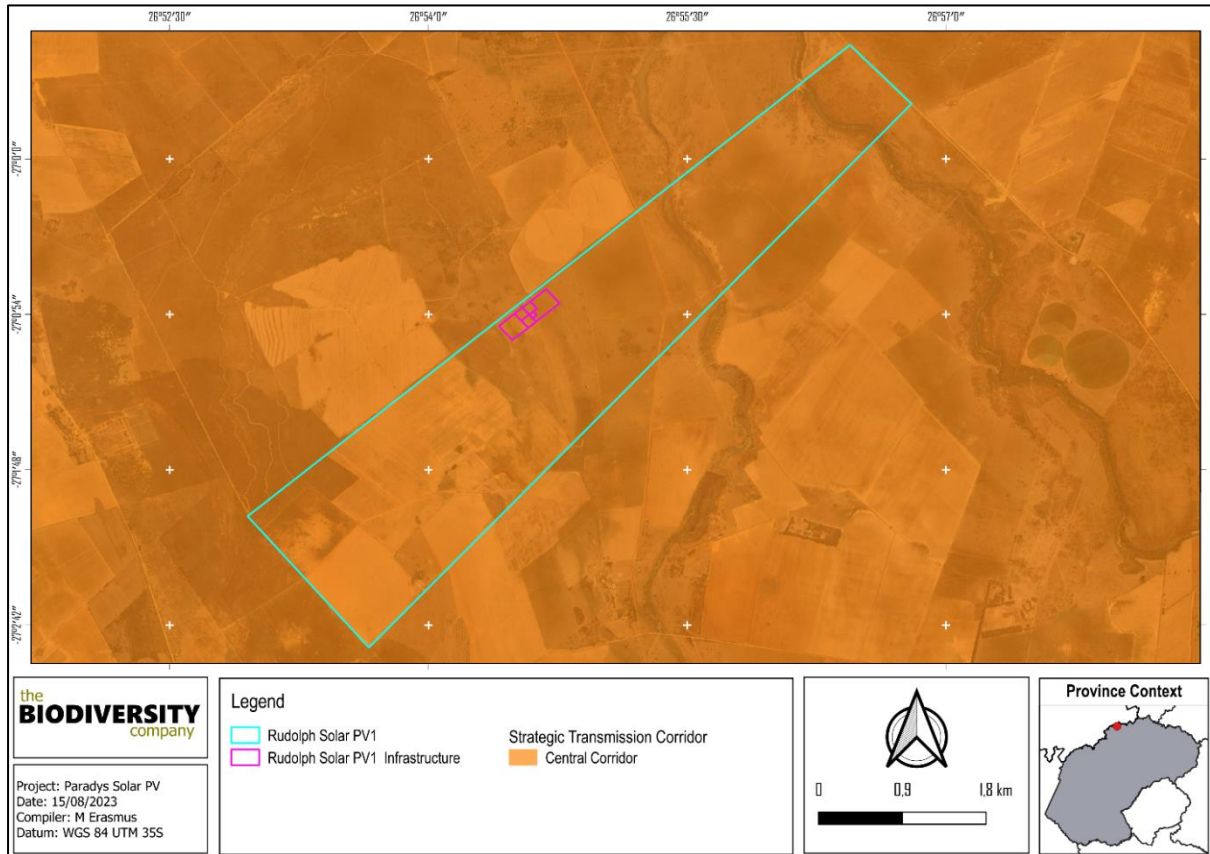 26°52'30" 26°54'0" 26°55'30" 26°57'0"
-27°0'0"
-27°0'54"
-27°1'48"
-27°2'42"
the
BIODIVERSITY
company
Project: Paradys Solar PV
Date: 15/08/2023
Compiler: M Erasmus
Datum: WGS 84 UTM 35S
Legend
Rudolph Solar PV1
Rudolph Solar PV1 Infrastructure
Strategic Transmission Corridor
Central Corridor
0 0,9 1,8 km
Province Context